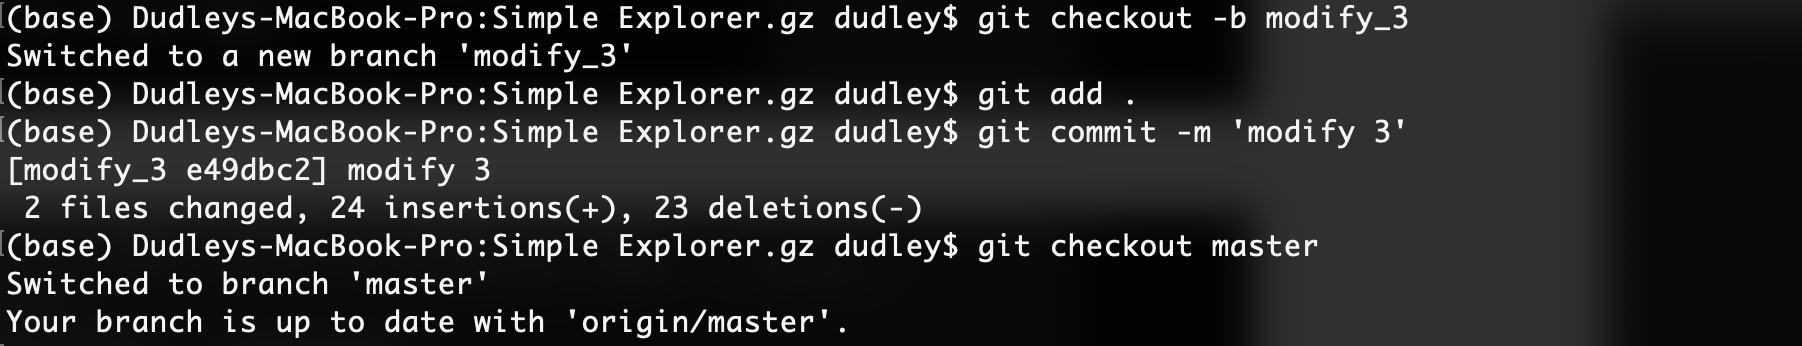 (base) Dudleys-MacBook-Pro:Simple Explorer.gz dudley$ git checkout -b modify_3
Switched to a new branch 'modify_3'
(base) Dudleys-MacBook-Pro:Simple Explorer.gz dudley$ git add .
(base) Dudleys-MacBook-Pro:Simple Explorer.gz dudley$ git commit -m 'modify 3'
[modify_3 e49dbc2] modify 3
 2 files changed, 24 insertions(+), 23 deletions(-)
(base) Dudleys-MacBook-Pro:Simple Explorer.gz dudley$ git checkout master
Switched to branch 'master'
Your branch is up to date with 'origin/master'.